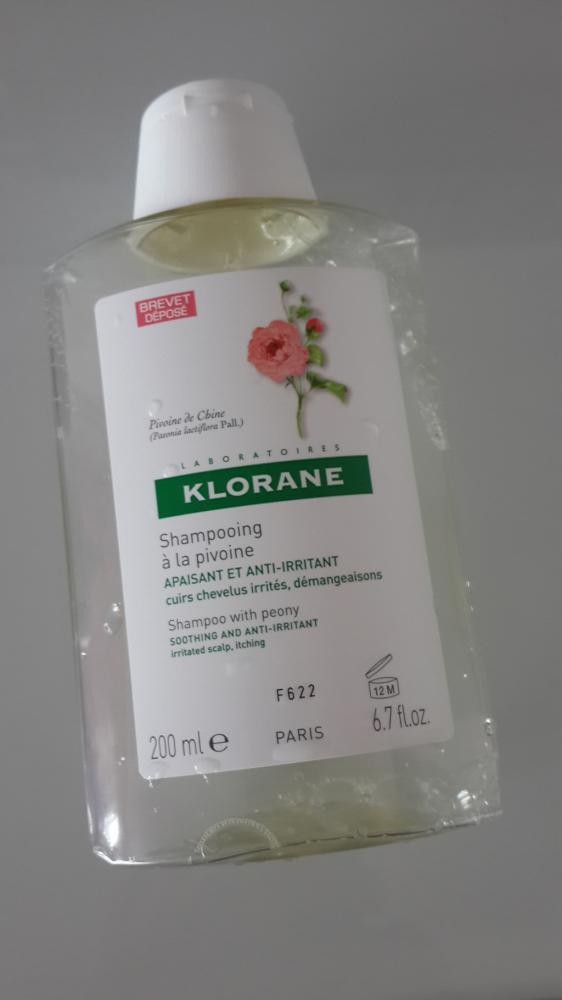 BREVET
DÉPOSÉ
Pivoine de Chine
(Paeonia lactiflora Pall.)
LABORATOIRES
KLORANE
Shampooing
à la pivoine
APAISANT ET ANTI-IRRITANT
cuirs chevelus irrités, démangeaisons
Shampoo with peony
SOOTHING AND ANTI-IRRITANT
irritated scalp, itching
F622
12 M
200 ml e
PARIS
6.7 fl.oz.